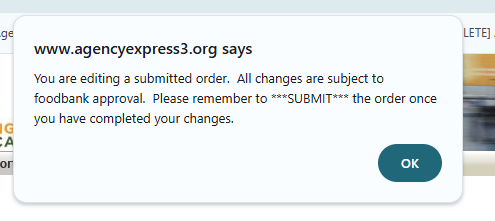 www.agencyexpress3.org says
You are editing a submitted order.  All changes are subject to
foodbank approval.  Please remember to ***SUBMIT*** the order once
you have completed your changes.
OK
LETE]